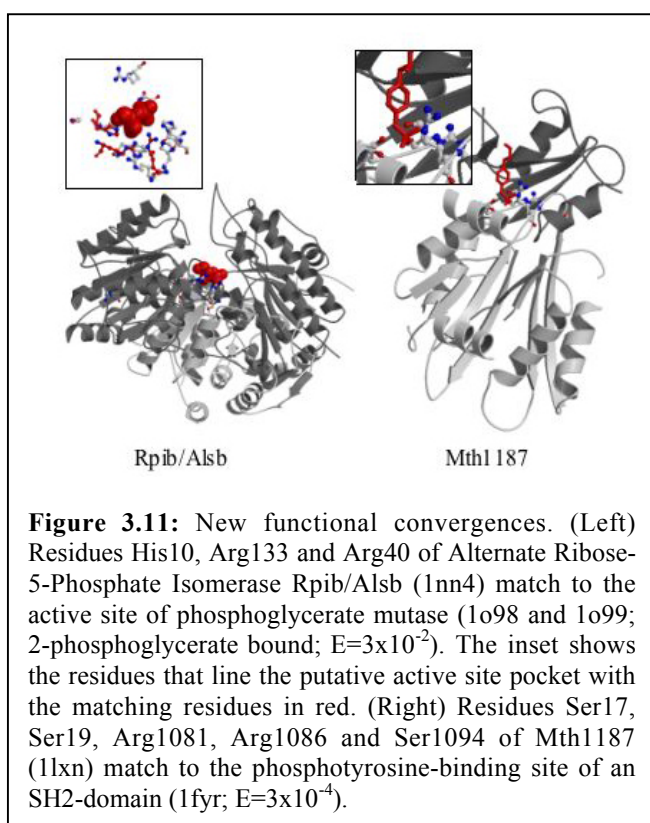 Rpib/Alsb
Mth1187
Figure 3.11: New functional convergences. (Left)
Residues His10, Arg133 and Arg40 of Alternate Ribose-
5-Phosphate Isomerase Rpib/Alsb (1nn4) match to the
active site of phosphoglycerate mutase (1o98 and 1o99;
2-phosphoglycerate bound; E=3x10⁻²). The inset shows
the residues that line the putative active site pocket with
the matching residues in red. (Right) Residues Ser17,
Ser19, Arg1081, Arg1086 and Ser1094 of Mth1187
(1lxn) match to the phosphotyrosine-binding site of an
SH2-domain (1fyr; E=3x10⁻⁴).